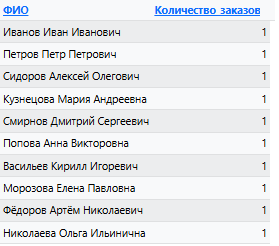 ФИО Количество заказов
Иванов Иван Иванович 1
Петров Петр Петрович 1
Сидоров Алексей Олегович 1
Кузнецова Мария Андреевна 1
Смирнов Дмитрий Сергеевич 1
Попова Анна Викторовна 1
Васильев Кирилл Игоревич 1
Морозова Елена Павловна 1
Фёдоров Артём Николаевич 1
Николаева Ольга Ильинична 1